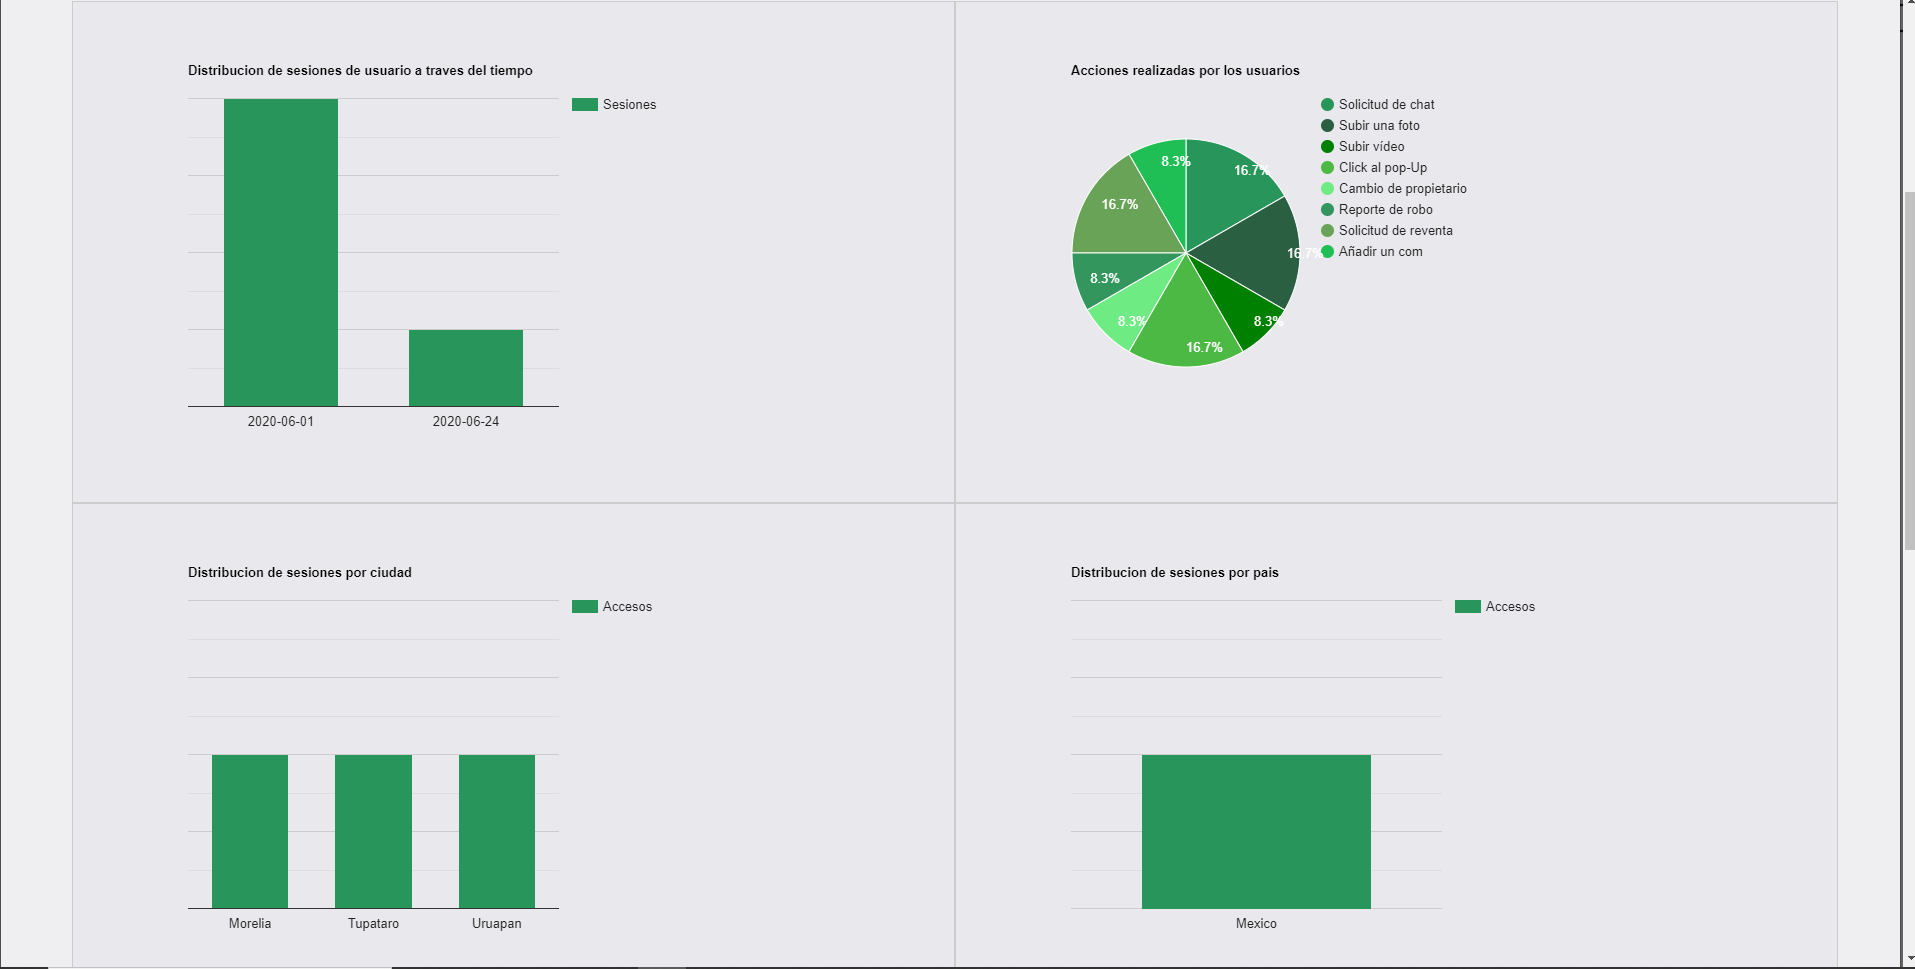 Distribucion de sesiones de usuario a traves del tiempo
Sesiones
2020-06-01
2020-06-24
Acciones realizadas por los usuarios
Solicitud de chat
Subir una foto
Subir vídeo
Click al pop-Up
Cambio de propietario
Reporte de robo
Solicitud de reventa
Añadir un com
16.7%
16.7%
8.3%
16.7%
8.3%
8.3%
16.7%
8.3%
Distribucion de sesiones por ciudad
Accesos
Morelia
Tupataro
Uruapan
Distribucion de sesiones por pais
Accesos
Mexico